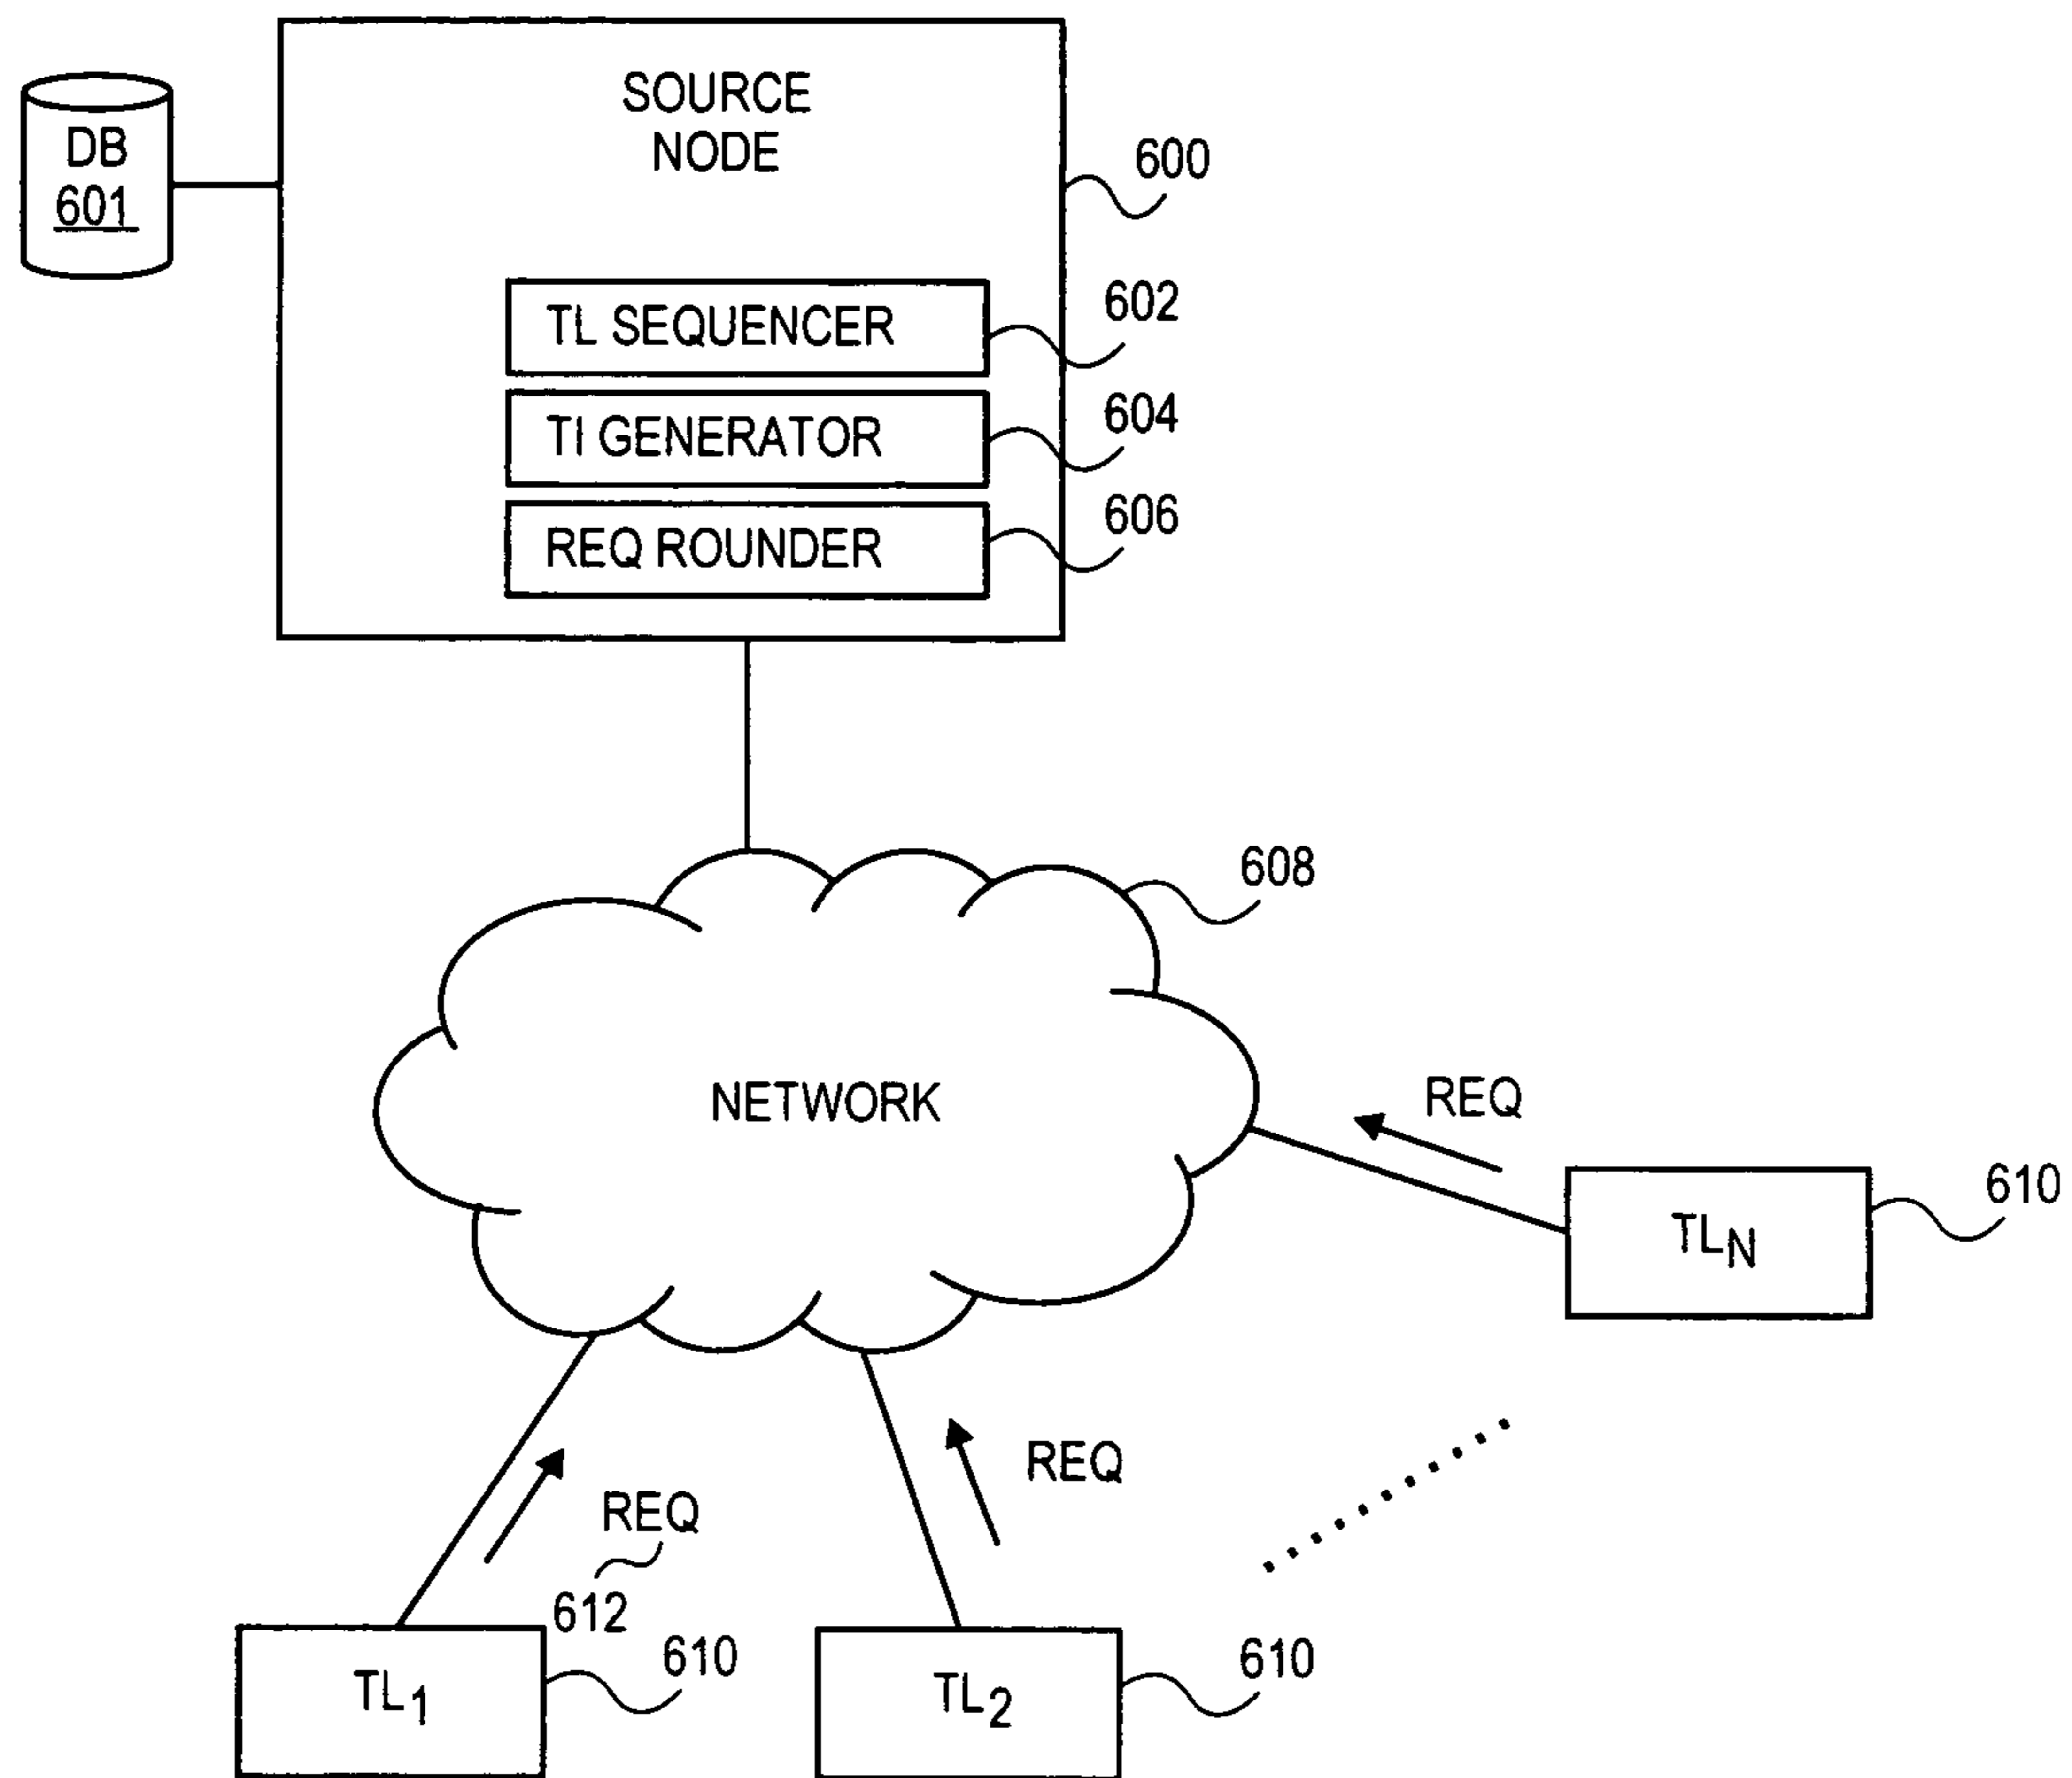 SOURCE
NODE
DB
601
600
TL SEQUENCER
602
TI GENERATOR
604
REQ ROUNDER
606
608
NETWORK
REQ
TLN
610
REQ
REQ
612
TL1
610
TL2
610